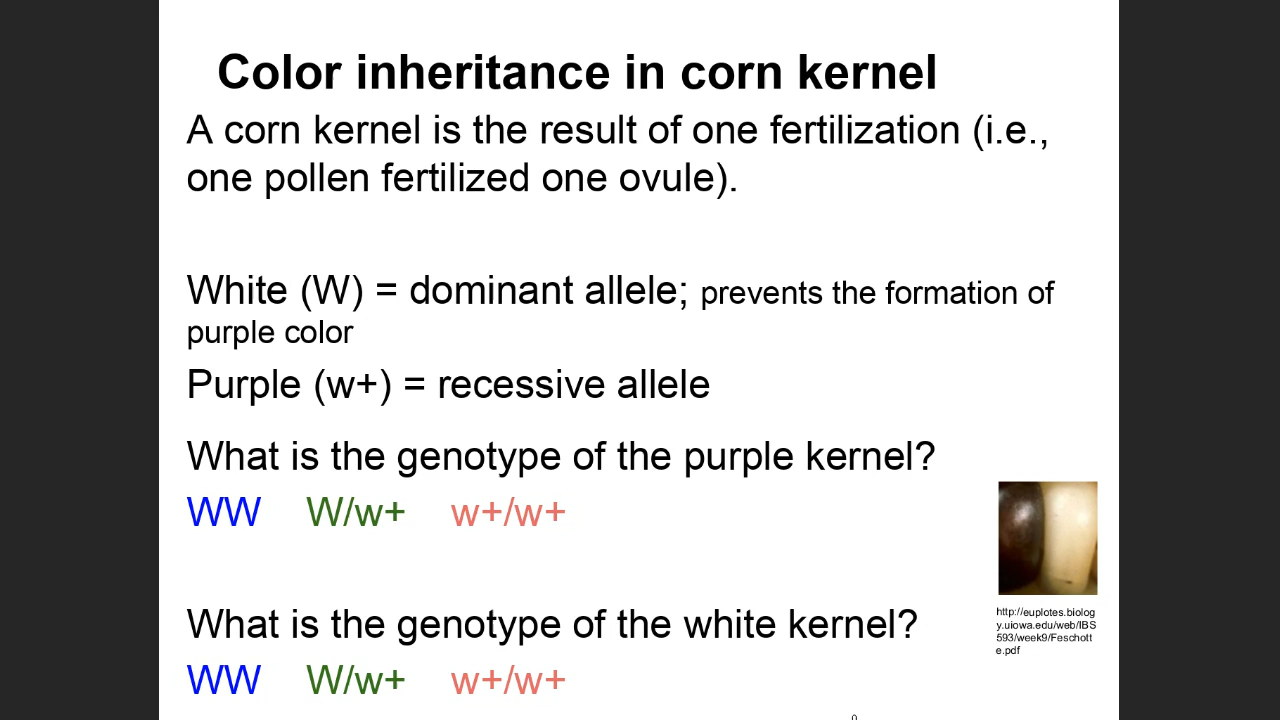 Color inheritance in corn kernel
A corn kernel is the result of one fertilization (i.e.,
one pollen fertilized one ovule).
White (W) = dominant allele; prevents the formation of
purple color
Purple (w+) = recessive allele
What is the genotype of the purple kernel?
WW W/w+ w+/w+
What is the genotype of the white kernel?
WW W/w+ w+/w+
http://euplotes.biolog
y.uiowa.edu/web/IBS
593/week9/Feschott
e.pdf